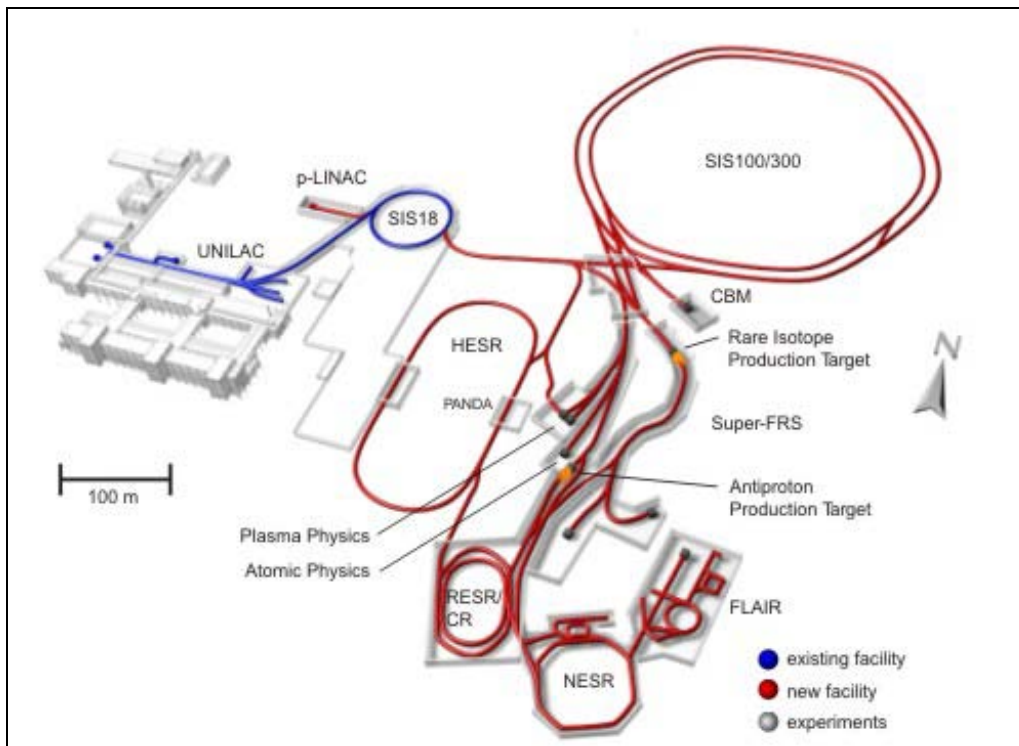 SIS100/300
p-LINAC
SIS18
UNILAC
CBM
HESR
Rare Isotope
Production Target
N
PANDA
Super-FRS
100 m
Antiproton
Production Target
Plasma Physics
Atomic Physics
RESR/
CR
FLAIR
NESR
existing facility
new facility
experiments